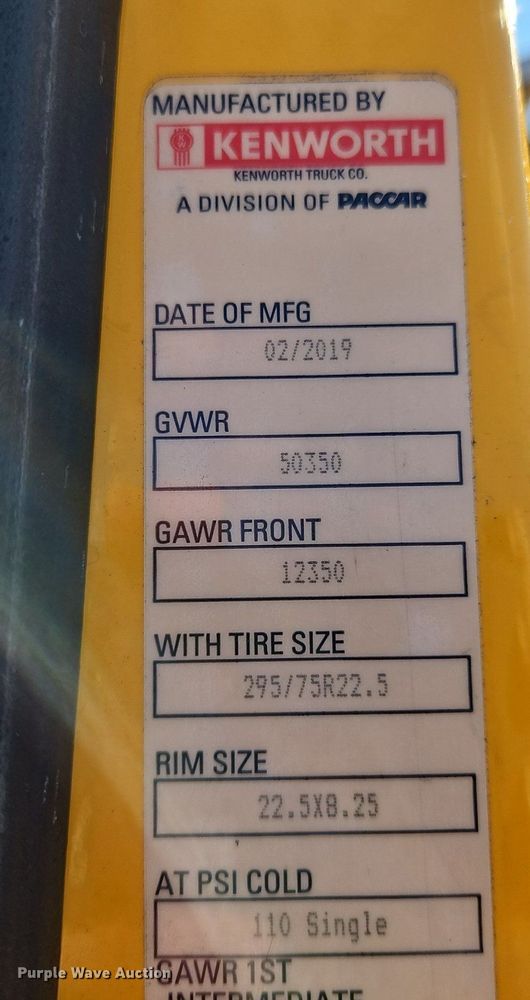 MANUFACTURED BY
KENWORTH
KENWORTH TRUCK CO.
A DIVISION OF PACCAR
DATE OF MFG
02/2019
GVWR
50350
GAWR FRONT
12350
WITH TIRE SIZE
295/75R22.5
RIM SIZE
22.5X8.25
AT PSI COLD
110 Single
Purple Wave Auction
GAWR 1ST
INTERMEDIATE